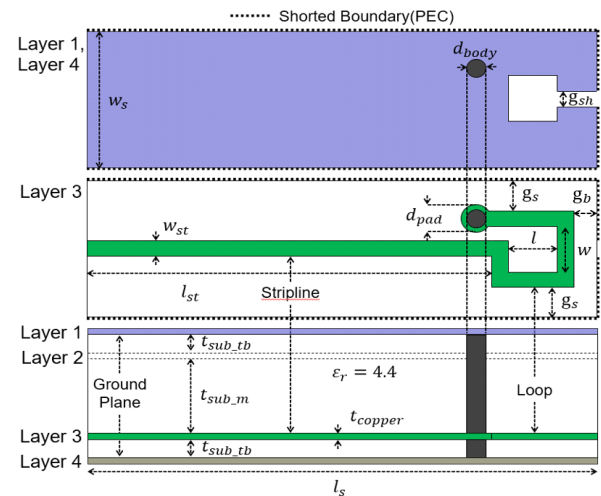 Shorted Boundary(PEC)
Layer 1,
Layer 4
d_body
w_s
g_sh
Layer 3
g_s
g_b
d_pad
w_st
l
w
l_st
Stripline
g_s
Layer 1
t_sub_tb
Layer 2
Ground
Plane
ε_r = 4.4
t_sub_m
Loop
t_copper
Layer 3
t_sub_tb
Layer 4
l_s